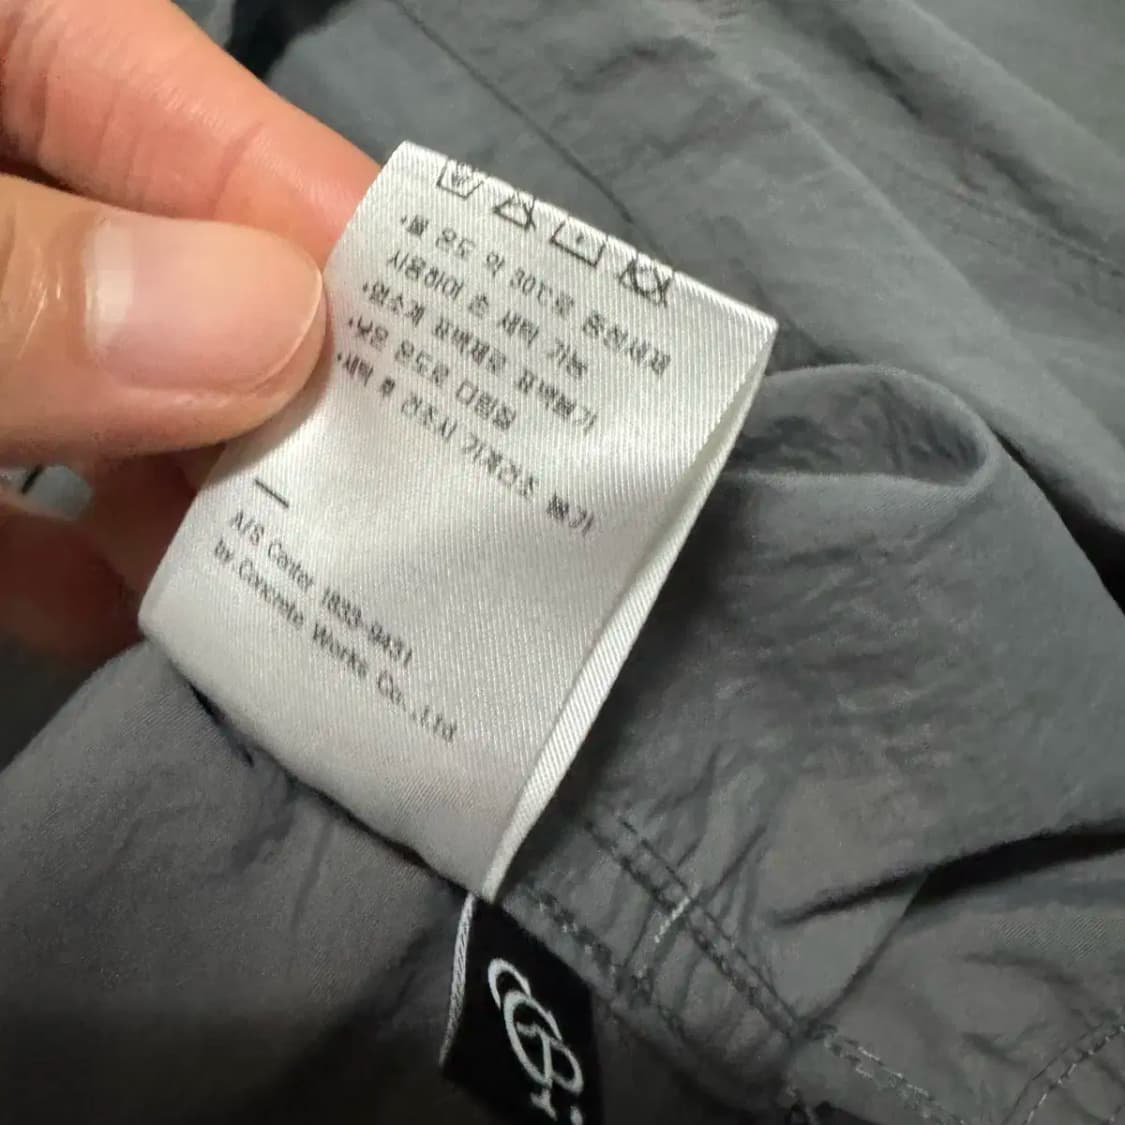 *물 온도 약 30℃로 중성세제
사용하여 손 세탁 가능
*염소계 표백제로 표백불가
*낮은 온도로 다림질
*세탁 후 건조시 기계건조 불가
A/S Center 1833-9431
by Concrete Works Co.,Ltd